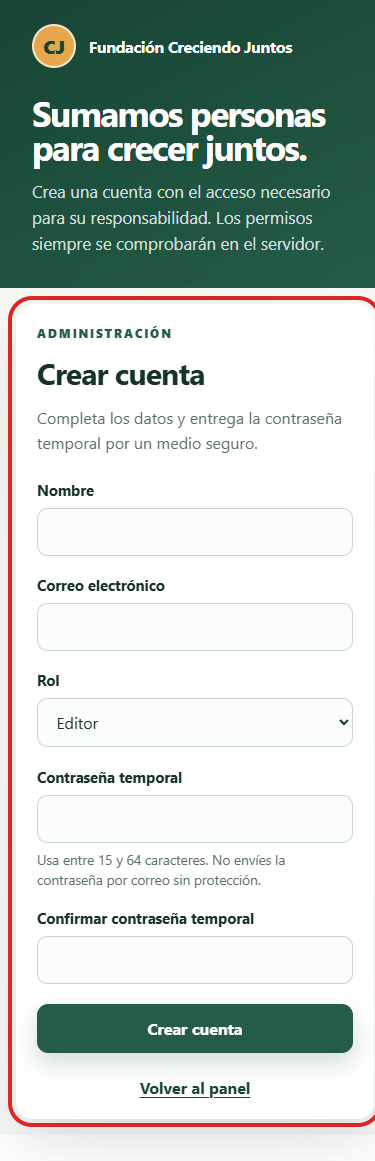 CJ
Fundación Creciendo Juntos
Sumamos personas
para crecer juntos.
Crea una cuenta con el acceso necesario
para su responsabilidad. Los permisos
siempre se comprobarán en el servidor.
ADMINISTRACIÓN
Crear cuenta
Completa los datos y entrega la contraseña
temporal por un medio seguro.
Nombre
Correo electrónico
Rol
Editor
Contraseña temporal
Usa entre 15 y 64 caracteres. No envíes la
contraseña por correo sin protección.
Confirmar contraseña temporal
Crear cuenta
Volver al panel